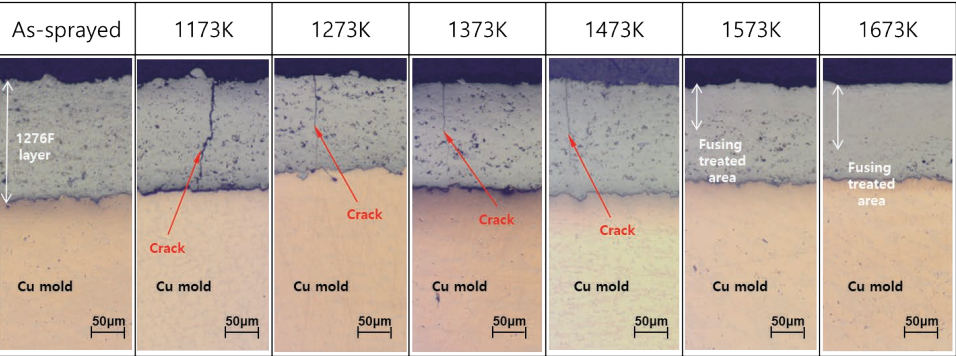 As-sprayed
1173K
1273K
1373K
1473K
1573K
1673K
1276F
layer
Cu mold
50μm
Crack
Cu mold
50μm
Crack
Cu mold
50μm
Crack
Cu mold
50μm
Crack
Cu mold
50μm
Fusing
treated
area
Cu mold
50μm
Fusing
treated
area
Cu mold
50μm